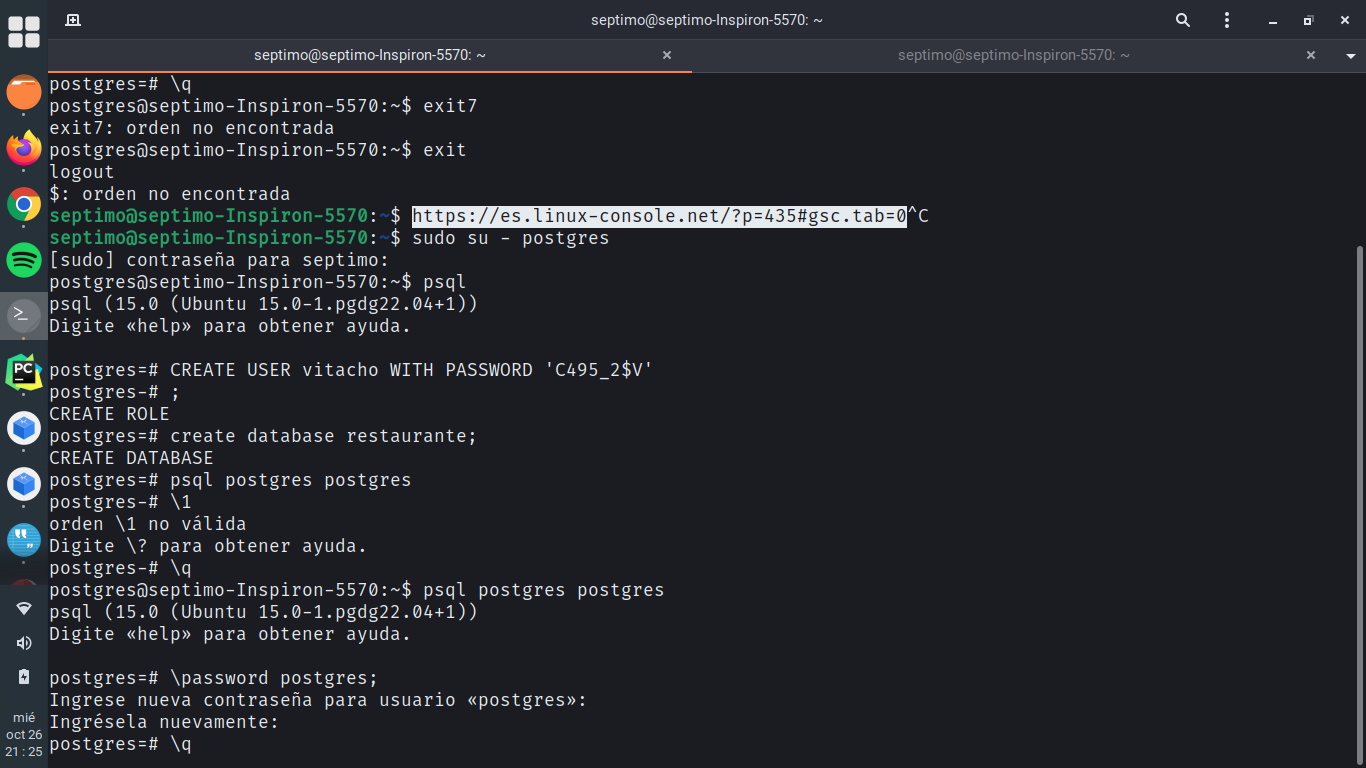 septimo@septimo-Inspiron-5570: ~
septimo@septimo-Inspiron-5570: ~
septimo@septimo-Inspiron-5570: ~
postgres=# \q
postgres@septimo-Inspiron-5570:~$ exit7
exit7: orden no encontrada
postgres@septimo-Inspiron-5570:~$ exit
logout
$: orden no encontrada
septimo@septimo-Inspiron-5570:~$ https://es.linux-console.net/?p=435#gsc.tab=0^C
septimo@septimo-Inspiron-5570:~$ sudo su - postgres
[sudo] contraseña para septimo:
postgres@septimo-Inspiron-5570:~$ psql
psql (15.0 (Ubuntu 15.0-1.pgdg22.04+1))
Digite «help» para obtener ayuda.
postgres=# CREATE USER vitacho WITH PASSWORD 'C495_2$V'
postgres-# ;
CREATE ROLE
postgres=# create database restaurante;
CREATE DATABASE
postgres=# psql postgres postgres
postgres-# \1
orden \1 no válida
Digite \? para obtener ayuda.
postgres-# \q
postgres@septimo-Inspiron-5570:~$ psql postgres postgres
psql (15.0 (Ubuntu 15.0-1.pgdg22.04+1))
Digite «help» para obtener ayuda.
postgres=# \password postgres;
Ingrese nueva contraseña para usuario «postgres»:
Ingrésela nuevamente:
postgres=# \q
PC
mié
oct 26
21 : 25